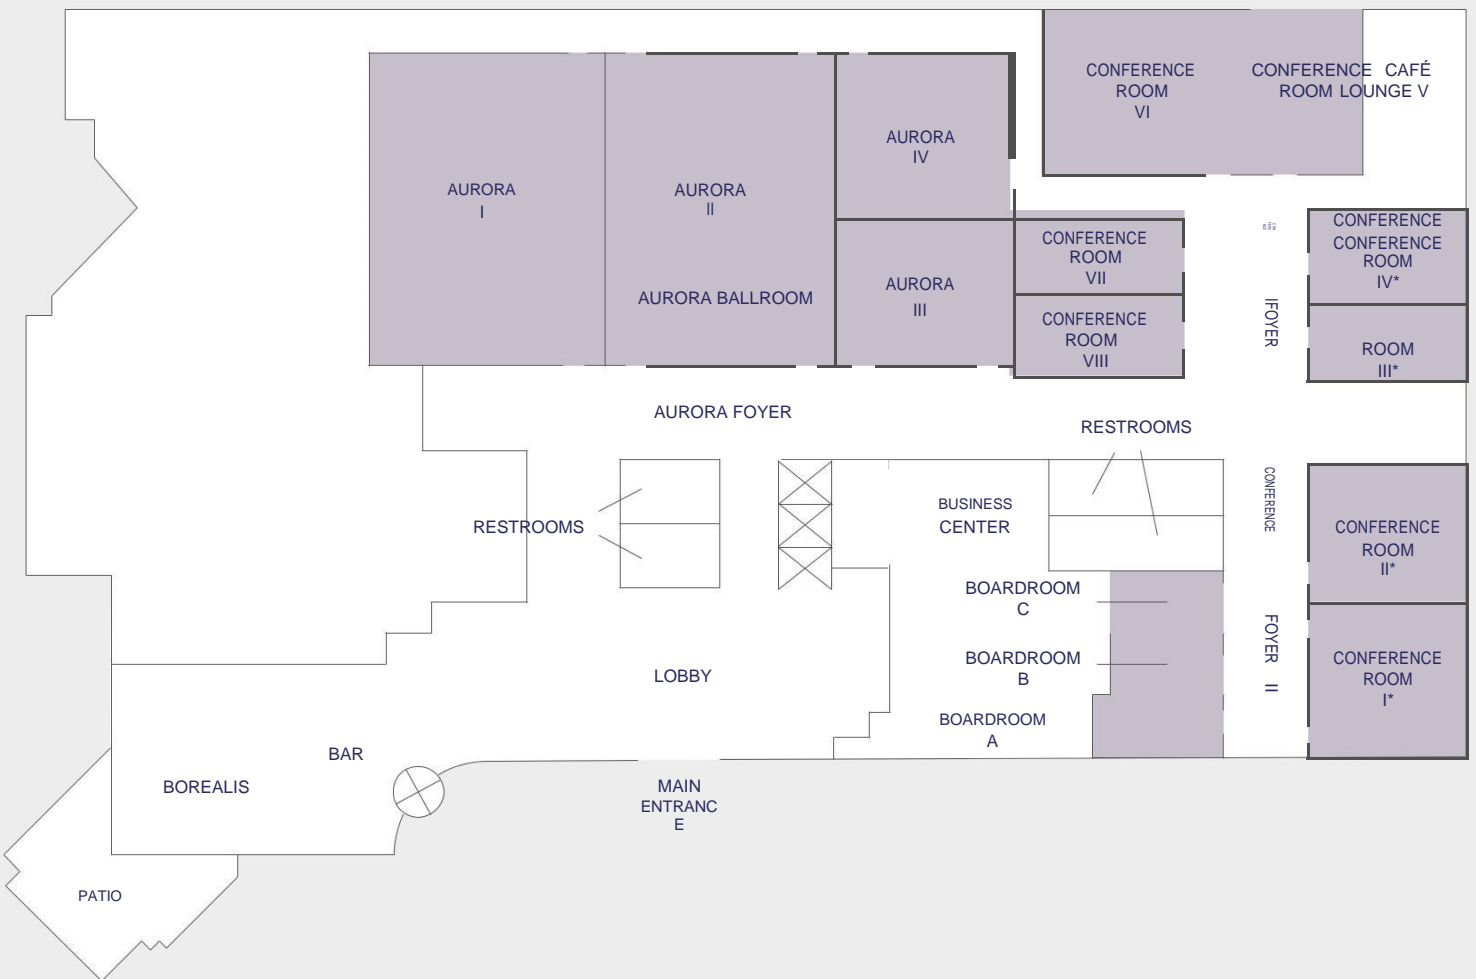 CONFERENCE
ROOM
VI
CONFERENCE CAFÉ
ROOM LOUNGE V
AURORA
IV
AURORA
I
AURORA
II
CONFERENCE
CONFERENCE
ROOM
IV*
CONFERENCE
ROOM
VII
AURORA
III
AURORA BALLROOM
IFOYER
CONFERENCE
ROOM
VIII
ROOM
III*
AURORA FOYER
RESTROOMS
CONFERENCE
BUSINESS
CENTER
RESTROOMS
CONFERENCE
ROOM
II*
BOARDROOM
C
FOYER II
BOARDROOM
B
CONFERENCE
ROOM
I*
LOBBY
BOARDROOM
A
BAR
BOREALIS
MAIN
ENTRANC
E
PATIO